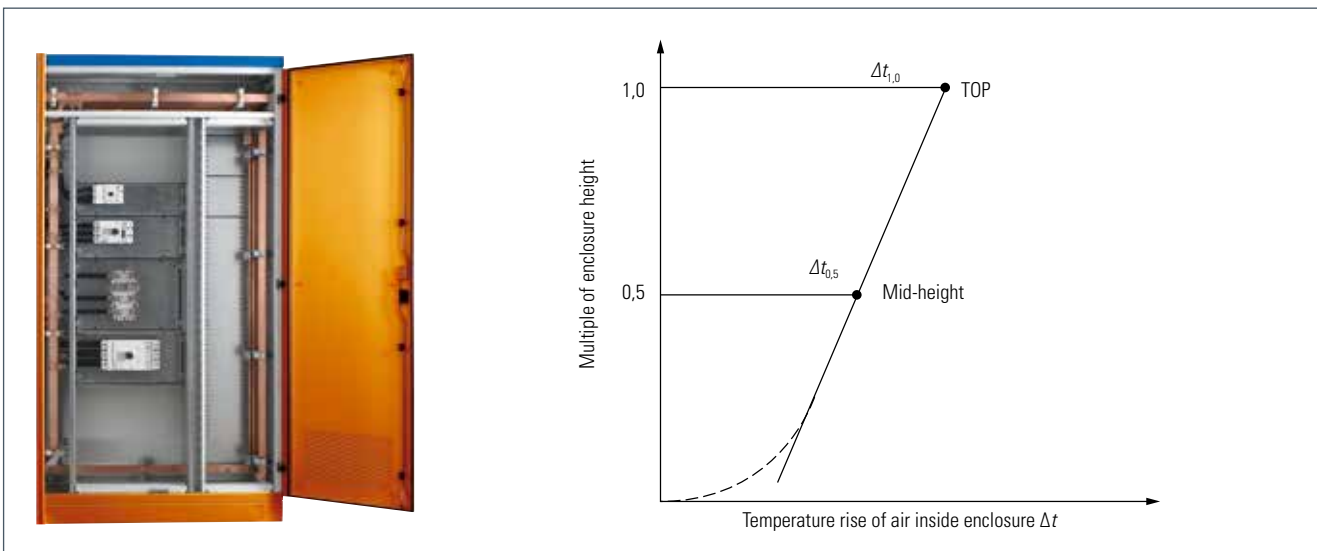 Δt1,0
1,0
TOP
Multiple of enclosure height
Δt0,5
0,5
Mid-height
Temperature rise of air inside enclosure Δt